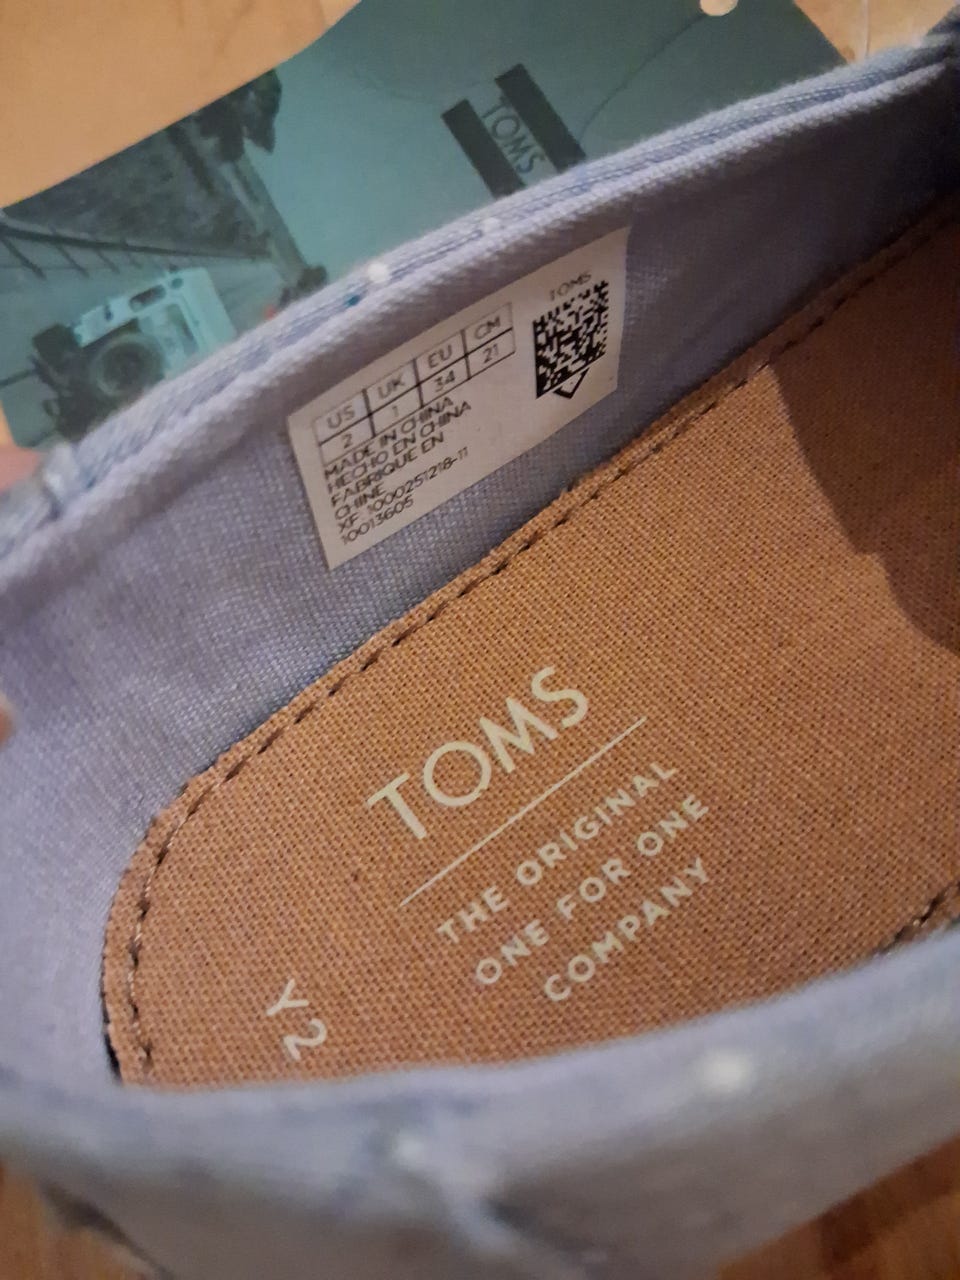 TOMS
TOMS
US UK EU CM
2 1 34 21
MADE IN CHINA
HECHO EN CHINA
FABRIQUE EN
CHINE
XF 1000251218-11
10013605
TOMS
THE ORIGINAL
ONE FOR ONE
COMPANY
Y2